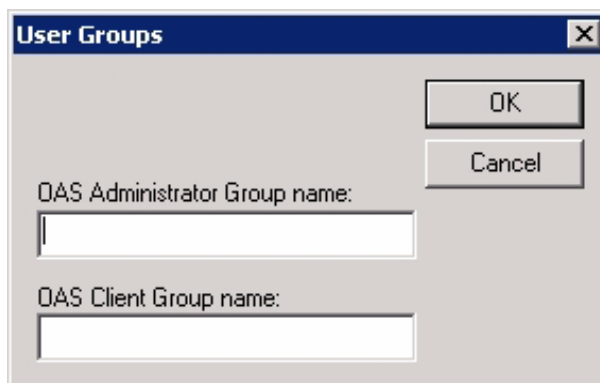 User Groups
OK
Cancel
OAS Administrator Group name:
OAS Client Group name: